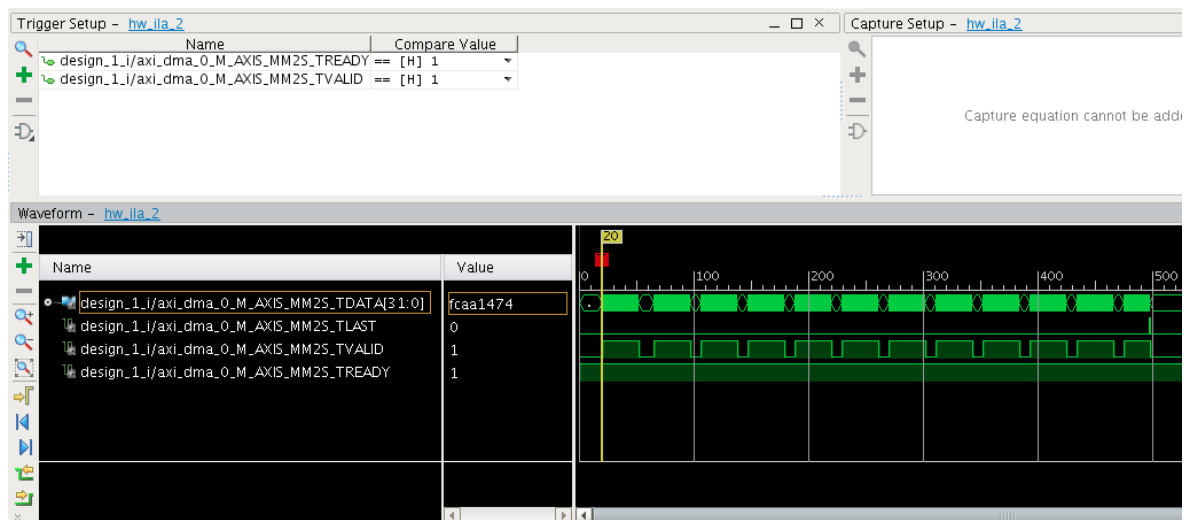 Trigger Setup - hw_ila_2
Capture Setup - hw_ila_2
Name Compare Value
design_1_i/axi_dma_0_M_AXIS_MM2S_TREADY == [H] 1
design_1_i/axi_dma_0_M_AXIS_MM2S_TVALID == [H] 1
Capture equation cannot be adde
Waveform - hw_ila_2
20
Name Value
0 100 200 300 400 500
design_1_i/axi_dma_0_M_AXIS_MM2S_TDATA[31:0] fcaa1474
design_1_i/axi_dma_0_M_AXIS_MM2S_TLAST 0
design_1_i/axi_dma_0_M_AXIS_MM2S_TVALID 1
design_1_i/axi_dma_0_M_AXIS_MM2S_TREADY 1